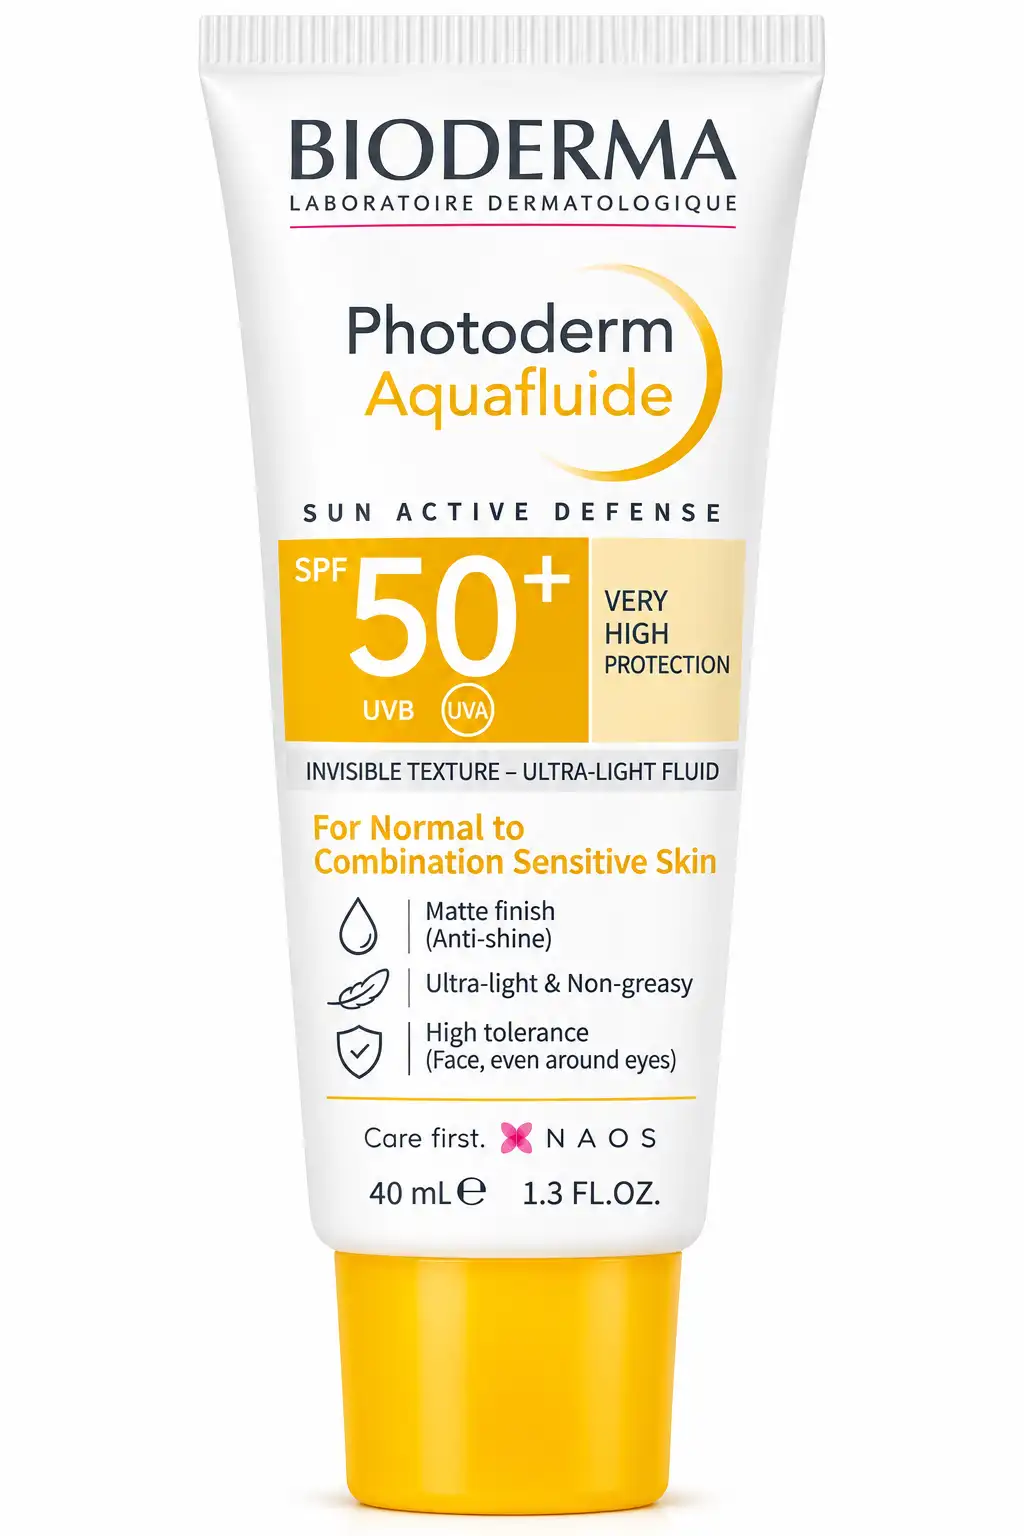 BIODERMA
LABORATOIRE DERMATOLOGIQUE
Photoderm
Aquafluide
SUN ACTIVE DEFENSE
SPF 50+
UVB UVA
VERY
HIGH
PROTECTION
INVISIBLE TEXTURE – ULTRA-LIGHT FLUID
For Normal to
Combination Sensitive Skin
Matte finish
(Anti-shine)
Ultra-light & Non-greasy
High tolerance
(Face, even around eyes)
Care first. NAOS
40 mL℮ 1.3 FL.OZ.